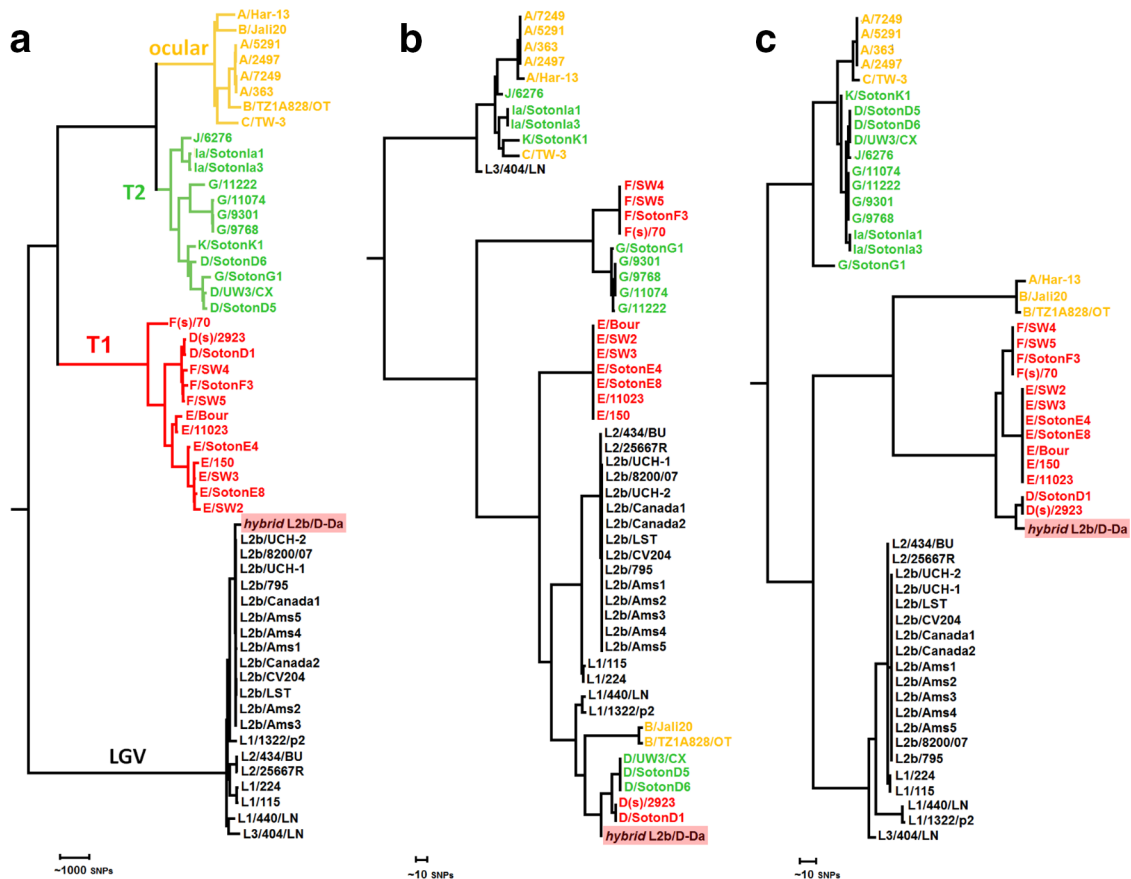 a
A/Har-13
B/Jali20
ocular
A/5291
A/2497
A/7249
A/363
B/TZ1A828/OT
C/TW-3
J/6276
Ia/SotonIa1
Ia/SotonIa3
T2
G/11222
G/11074
G/9301
G/9768
K/SotonK1
D/SotonD6
G/SotonG1
D/UW3/CX
D/SotonD5
F(s)/70
T1
D(s)/2923
D/SotonD1
F/SW4
F/SotonF3
F/SW5
E/Bour
E/11023
E/SotonE4
E/150
E/SW3
E/SotonE8
E/SW2
hybrid L2b/D-Da
L2b/UCH-2
L2b/8200/07
L2b/UCH-1
L2b/795
L2b/Canada1
L2b/Ams5
L2b/Ams4
L2b/Ams1
L2b/Canada2
L2b/CV204
L2b/LST
L2b/Ams2
L2b/Ams3
L1/1322/p2
LGV
L2/434/BU
L2/25667R
L1/224
L1/115
L1/440/LN
L3/404/LN
~1000 SNPs
b
A/7249
A/5291
A/363
A/2497
A/Har-13
J/6276
Ia/SotonIa1
Ia/SotonIa3
K/SotonK1
C/TW-3
L3/404/LN
F/SW4
F/SW5
F/SotonF3
F(s)/70
G/SotonG1
G/9301
G/9768
G/11074
G/11222
E/Bour
E/SW2
E/SW3
E/SotonE4
E/SotonE8
E/11023
E/150
L2/434/BU
L2/25667R
L2b/UCH-1
L2b/8200/07
L2b/UCH-2
L2b/Canada1
L2b/Canada2
L2b/LST
L2b/CV204
L2b/795
L2b/Ams1
L2b/Ams2
L2b/Ams3
L2b/Ams4
L2b/Ams5
L1/115
L1/224
L1/440/LN
L1/1322/p2
B/Jali20
B/TZ1A828/OT
D/UW3/CX
D/SotonD5
D/SotonD6
D(s)/2923
D/SotonD1
hybrid L2b/D-Da
~10 SNPs
c
A/7249
A/5291
A/363
A/2497
C/TW-3
K/SotonK1
D/SotonD5
D/SotonD6
D/UW3/CX
J/6276
G/11074
G/11222
G/9301
G/9768
Ia/SotonIa1
Ia/SotonIa3
G/SotonG1
A/Har-13
B/Jali20
B/TZ1A828/OT
F/SW4
F/SW5
F/SotonF3
F(s)/70
E/SW2
E/SW3
E/SotonE4
E/SotonE8
E/Bour
E/150
E/11023
D/SotonD1
D(s)/2923
hybrid L2b/D-Da
L2/434/BU
L2/25667R
L2b/UCH-2
L2b/UCH-1
L2b/LST
L2b/CV204
L2b/Canada1
L2b/Canada2
L2b/Ams1
L2b/Ams2
L2b/Ams3
L2b/Ams4
L2b/Ams5
L2b/8200/07
L2b/795
L1/224
L1/115
L1/440/LN
L1/1322/p2
L3/404/LN
~10 SNPs